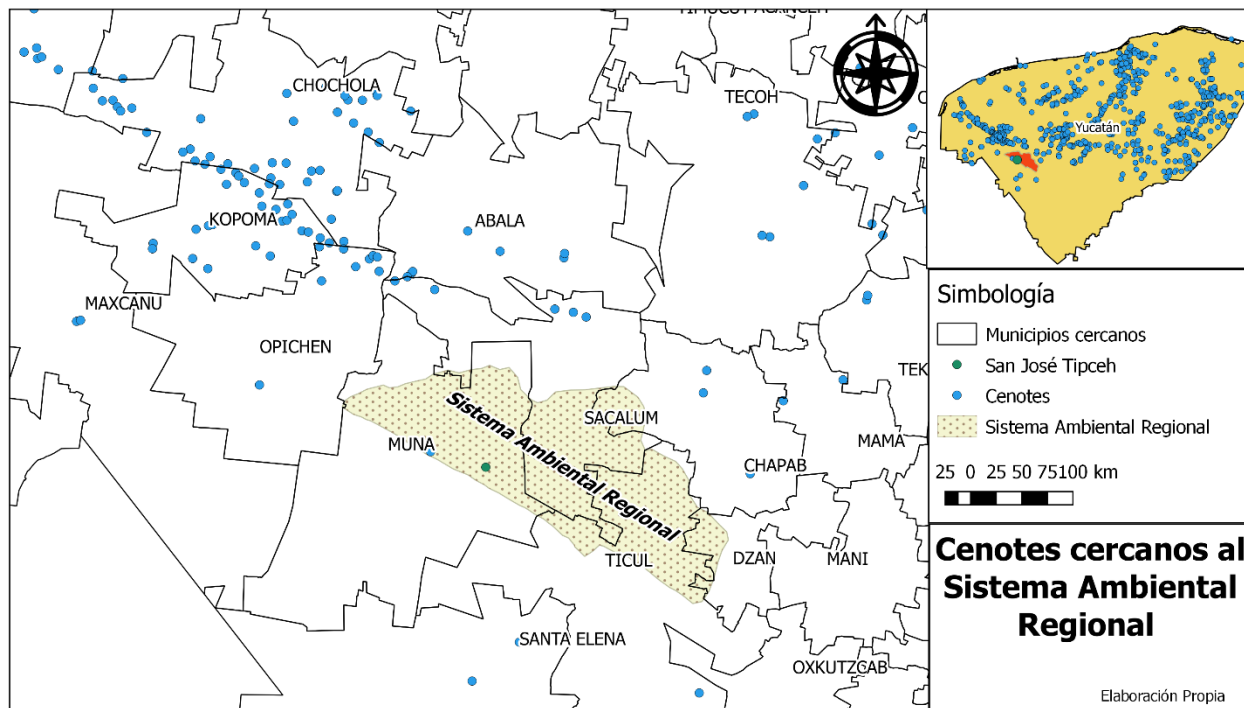 CHOCHOLA
TECOH
KOPOMA
ABALA
MAXCANU
OPICHEN
TEK
MUNA
SACALUM
MAMA
CHAPAB
Sistema Ambiental Regional
TICUL
DZAN
MANI
SANTA ELENA
OXKUTZCAB
Yucatán
Simbología
Municipios cercanos
San José Tipceh
Cenotes
Sistema Ambiental Regional
25 0 25 50 75100 km
Cenotes cercanos al
Sistema Ambiental
Regional
Elaboración Propia